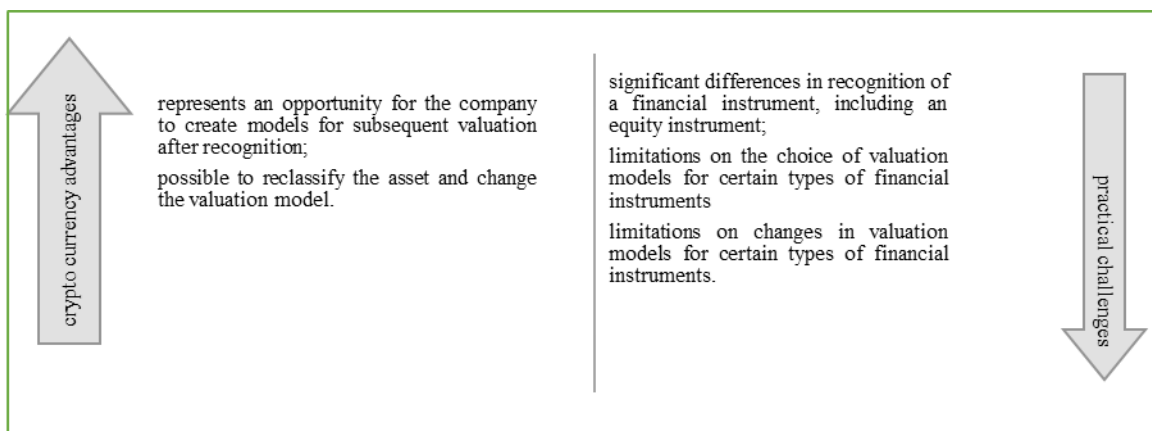 crypto currency advantages
represents an opportunity for the company
to create models for subsequent valuation
after recognition;
possible to reclassify the asset and change
the valuation model.
significant differences in recognition of
a financial instrument, including an
equity instrument;
limitations on the choice of valuation
models for certain types of financial
instruments
limitations on changes in valuation
models for certain types of financial
instruments.
practical challenges